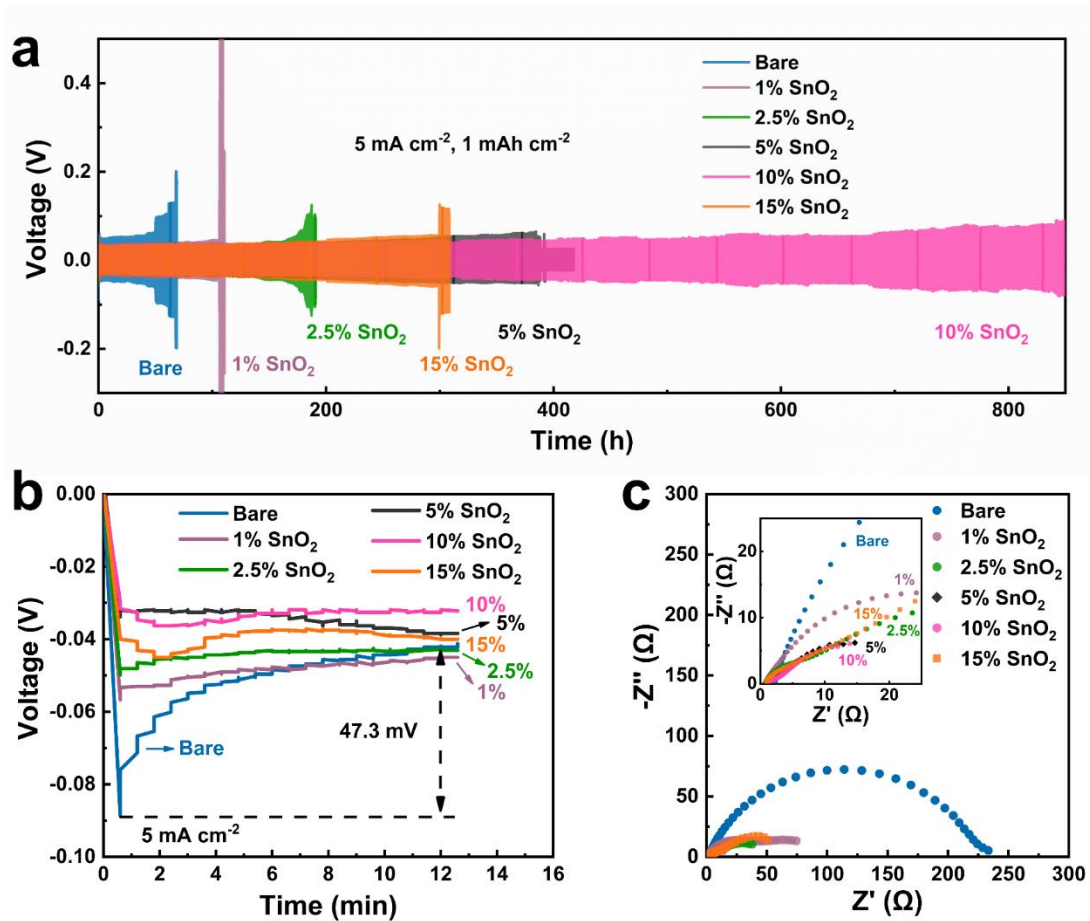 a
Voltage (V)
0.4
0.2
0.0
-0.2
Bare
1% SnO₂
2.5% SnO₂
5% SnO₂
10% SnO₂
15% SnO₂
5 mA cm⁻², 1 mAh cm⁻²
Bare
1% SnO₂
2.5% SnO₂
15% SnO₂
5% SnO₂
10% SnO₂
0 200 400 600 800
Time (h)
b
Voltage (V)
0.00
-0.02
-0.04
-0.06
-0.08
-0.10
Bare 5% SnO₂
1% SnO₂ 10% SnO₂
2.5% SnO₂ 15% SnO₂
10%
5%
15%
2.5%
1%
47.3 mV
Bare
5 mA cm⁻²
0 2 4 6 8 10 12 14 16
Time (min)
c
-Z'' (Ω)
300
250
200
150
100
50
0
Bare
1% SnO₂
2.5% SnO₂
5% SnO₂
10% SnO₂
15% SnO₂
-Z'' (Ω)
20
10
0
Bare
1%
15%
2.5%
5%
10%
0 10 20
Z' (Ω)
0 50 100 150 200 250 300
Z' (Ω)